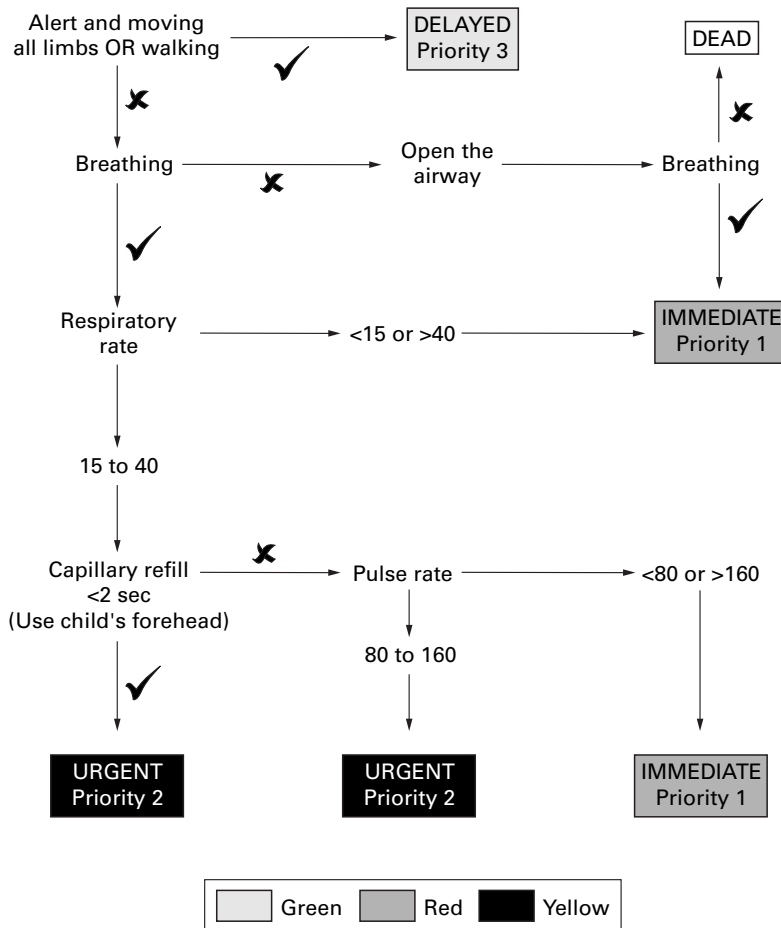 Alert and moving
all limbs OR walking
DELAYED
Priority 3
DEAD
Breathing
Open the
airway
Breathing
Respiratory
rate
<15 or >40
IMMEDIATE
Priority 1
15 to 40
Capillary refill
<2 sec
(Use child's forehead)
Pulse rate
<80 or >160
80 to 160
URGENT
Priority 2
URGENT
Priority 2
IMMEDIATE
Priority 1
Green
Red
Yellow